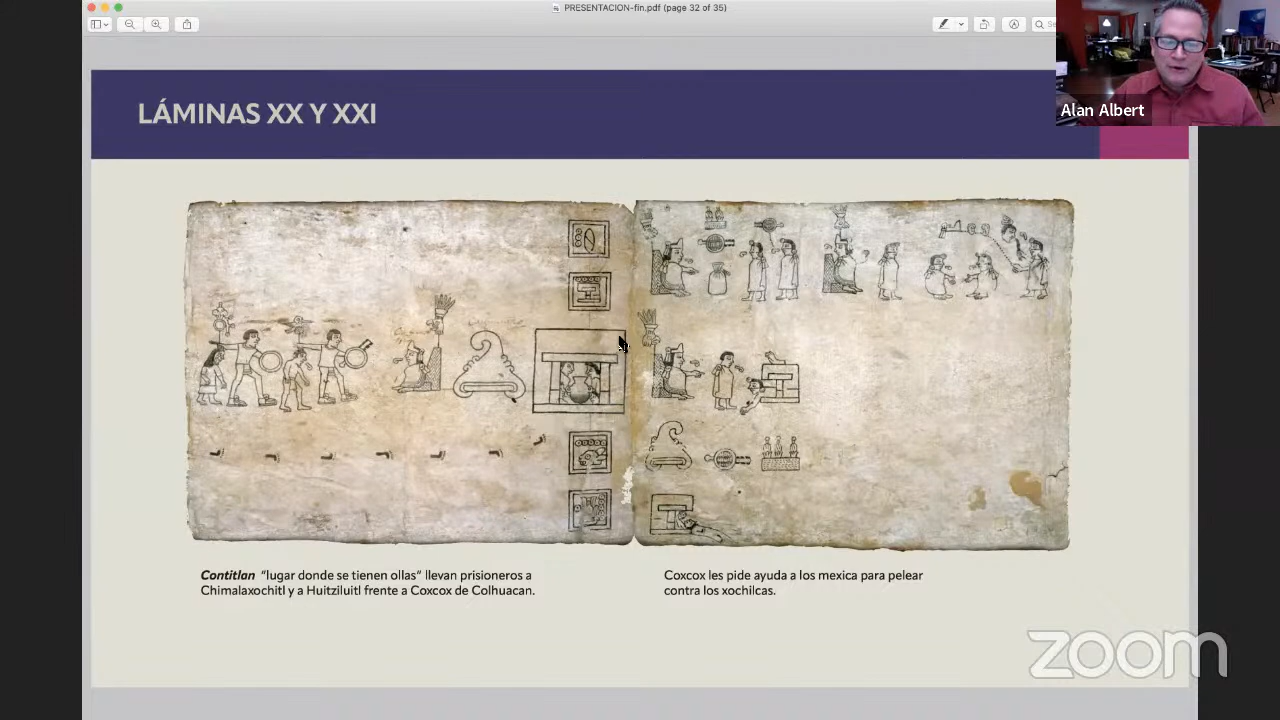 PRESENTACION-fin.pdf (page 32 of 35)
Alan Albert
LÁMINAS XX Y XXI
Contitlan "lugar donde se tienen ollas" llevan prisioneros a
Chimalaxochitl y a Huitziluitl frente a Coxcox de Colhuacan.
Coxcox les pide ayuda a los mexica para pelear
contra los xochilcas.
zoom